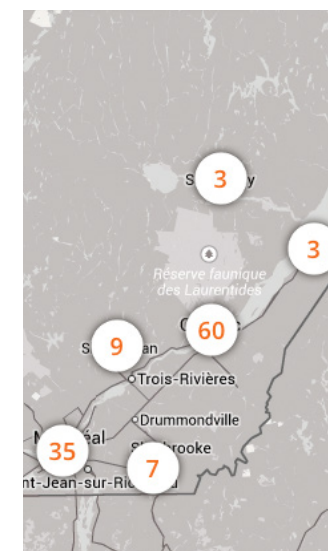 S 3 y
3
Réserve faunique
des Laurentides
60
9
Trois-Rivières
Drummondville
35
7